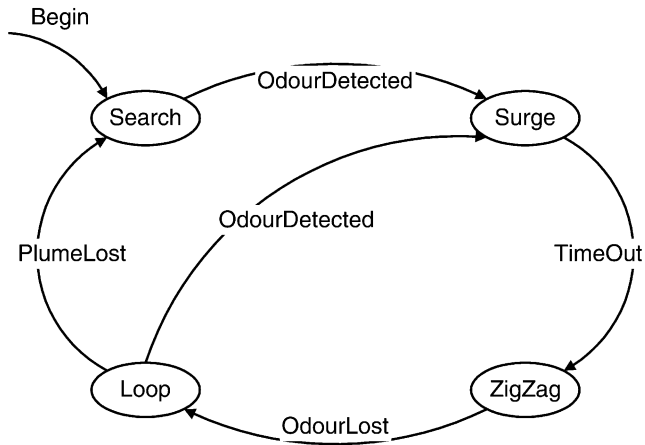 Begin
OdourDetected
Search
Surge
OdourDetected
PlumeLost
TimeOut
Loop
ZigZag
OdourLost